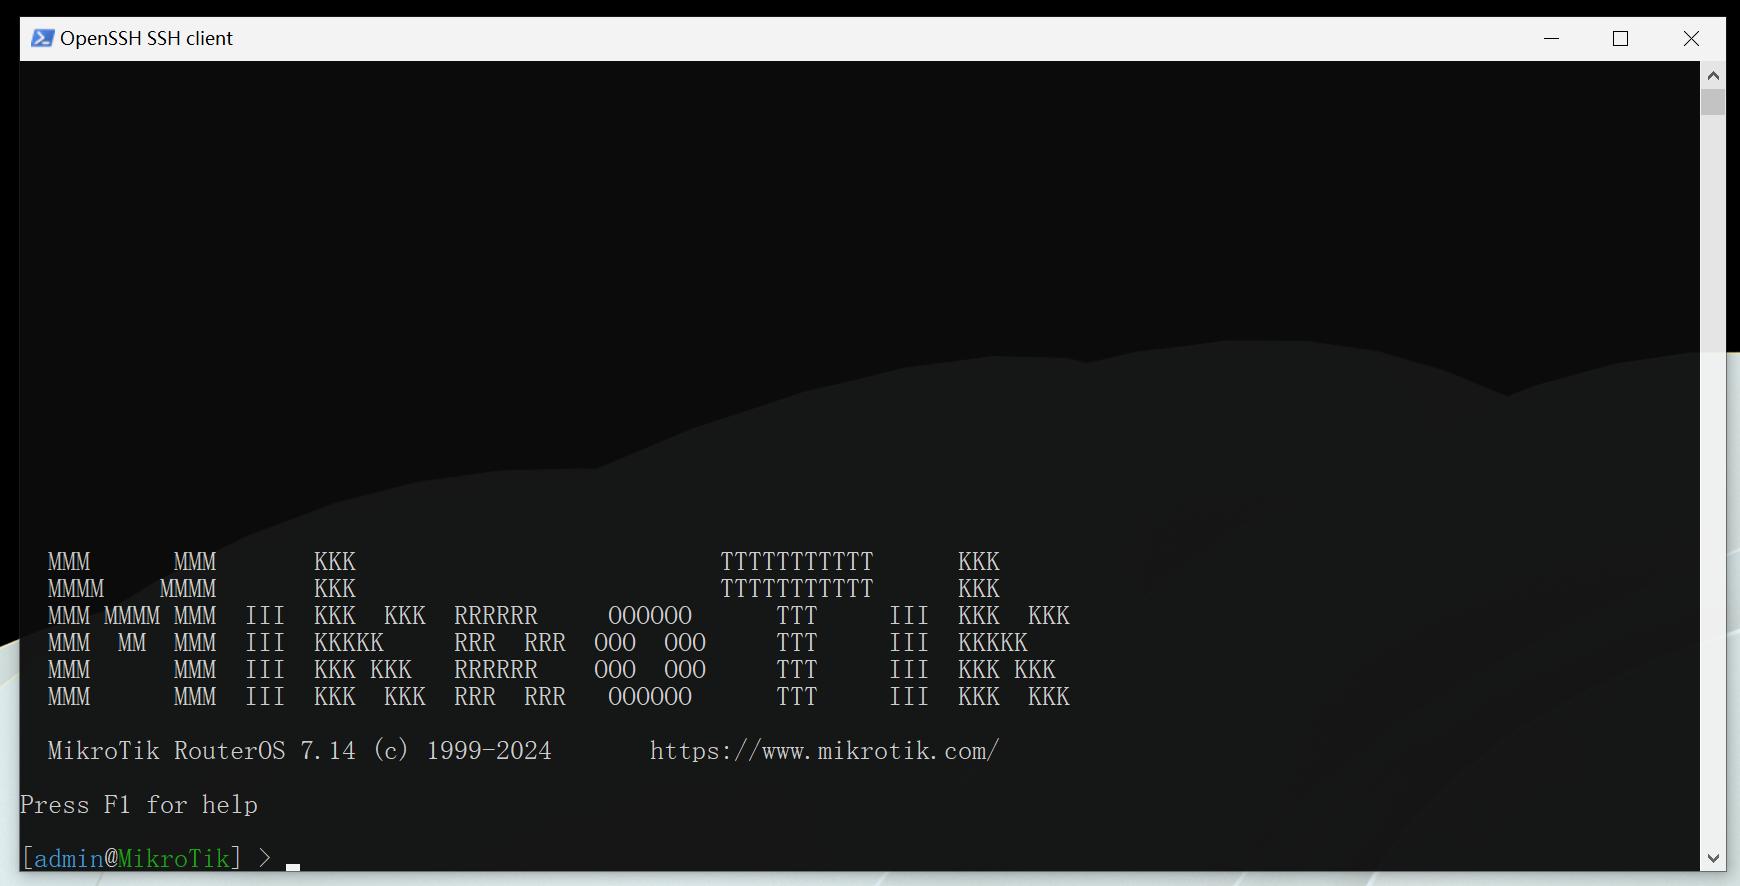 OpenSSH SSH client
MMM      MMM       KKK                          TTTTTTTTTTT      KKK
MMMM    MMMM       KKK                          TTTTTTTTTTT      KKK
MMM MMMM MMM  III  KKK  KKK  RRRRRR     OOOOOO      TTT     III  KKK  KKK
MMM  MM  MMM  III  KKKKK     RRR  RRR  OOO  OOO     TTT     III  KKKKK
MMM      MMM  III  KKK KKK   RRRRRR    OOO  OOO     TTT     III  KKK KKK
MMM      MMM  III  KKK  KKK  RRR  RRR   OOOOOO      TTT     III  KKK  KKK
MikroTik RouterOS 7.14 (c) 1999-2024       https://www.mikrotik.com/
Press F1 for help
[admin@MikroTik] >